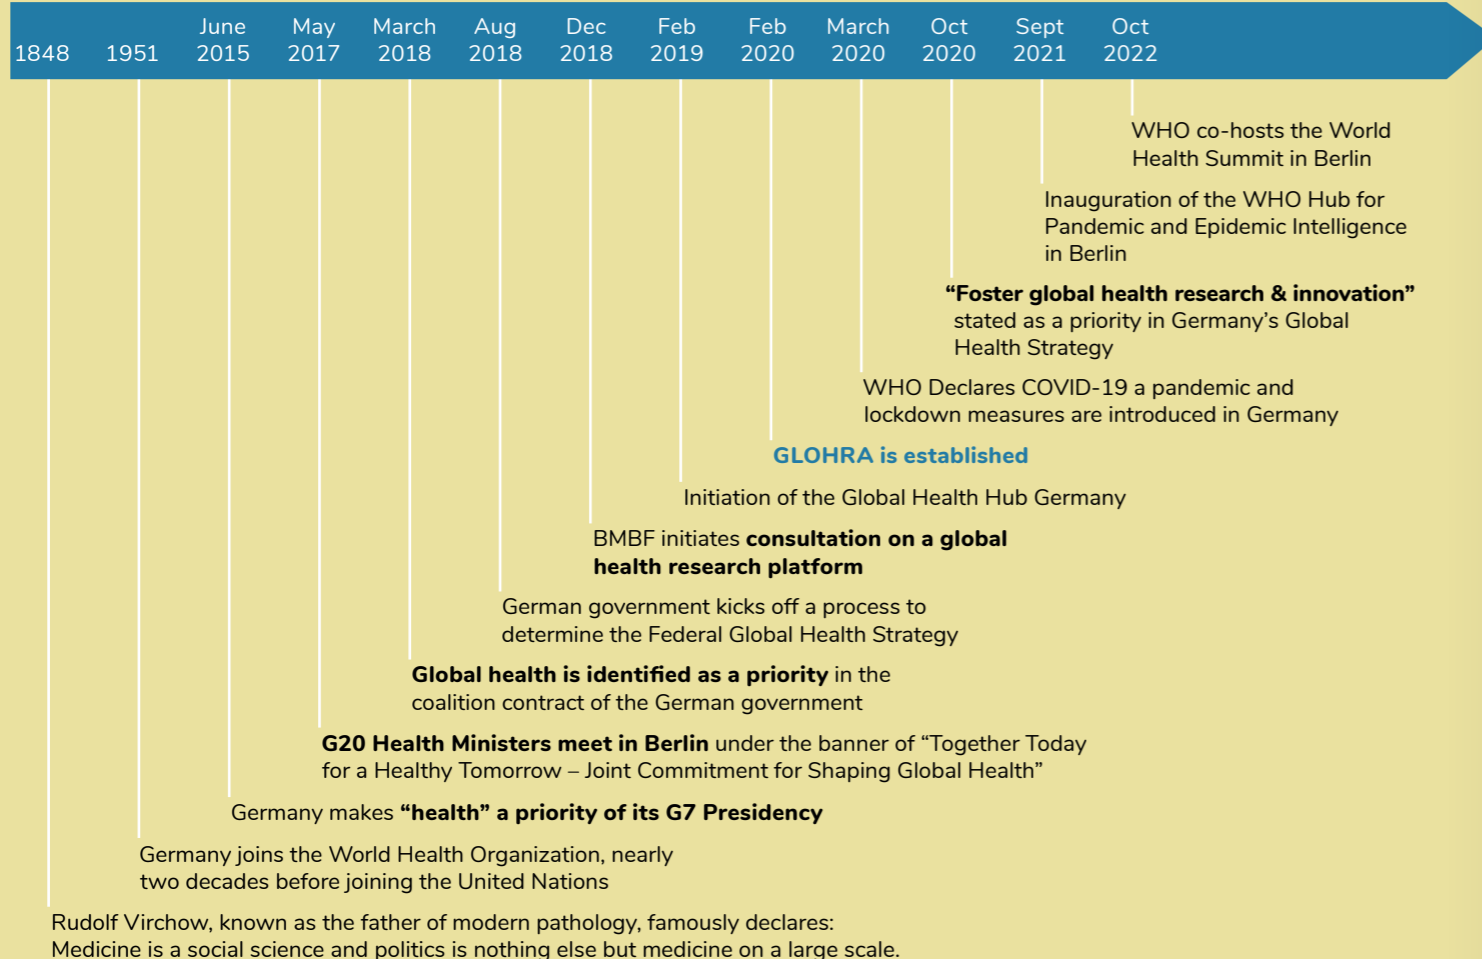 June May March Aug Dec Feb Feb March Oct Sept Oct
1848 1951 2015 2017 2018 2018 2018 2019 2020 2020 2020 2021 2022
WHO co-hosts the World
Health Summit in Berlin
Inauguration of the WHO Hub for
Pandemic and Epidemic Intelligence
in Berlin
“Foster global health research & innovation”
stated as a priority in Germany’s Global
Health Strategy
WHO Declares COVID-19 a pandemic and
lockdown measures are introduced in Germany
GLOHRA is established
Initiation of the Global Health Hub Germany
BMBF initiates consultation on a global
health research platform
German government kicks off a process to
determine the Federal Global Health Strategy
Global health is identified as a priority in the
coalition contract of the German government
G20 Health Ministers meet in Berlin under the banner of “Together Today
for a Healthy Tomorrow – Joint Commitment for Shaping Global Health”
Germany makes “health” a priority of its G7 Presidency
Germany joins the World Health Organization, nearly
two decades before joining the United Nations
Rudolf Virchow, known as the father of modern pathology, famously declares:
Medicine is a social science and politics is nothing else but medicine on a large scale.